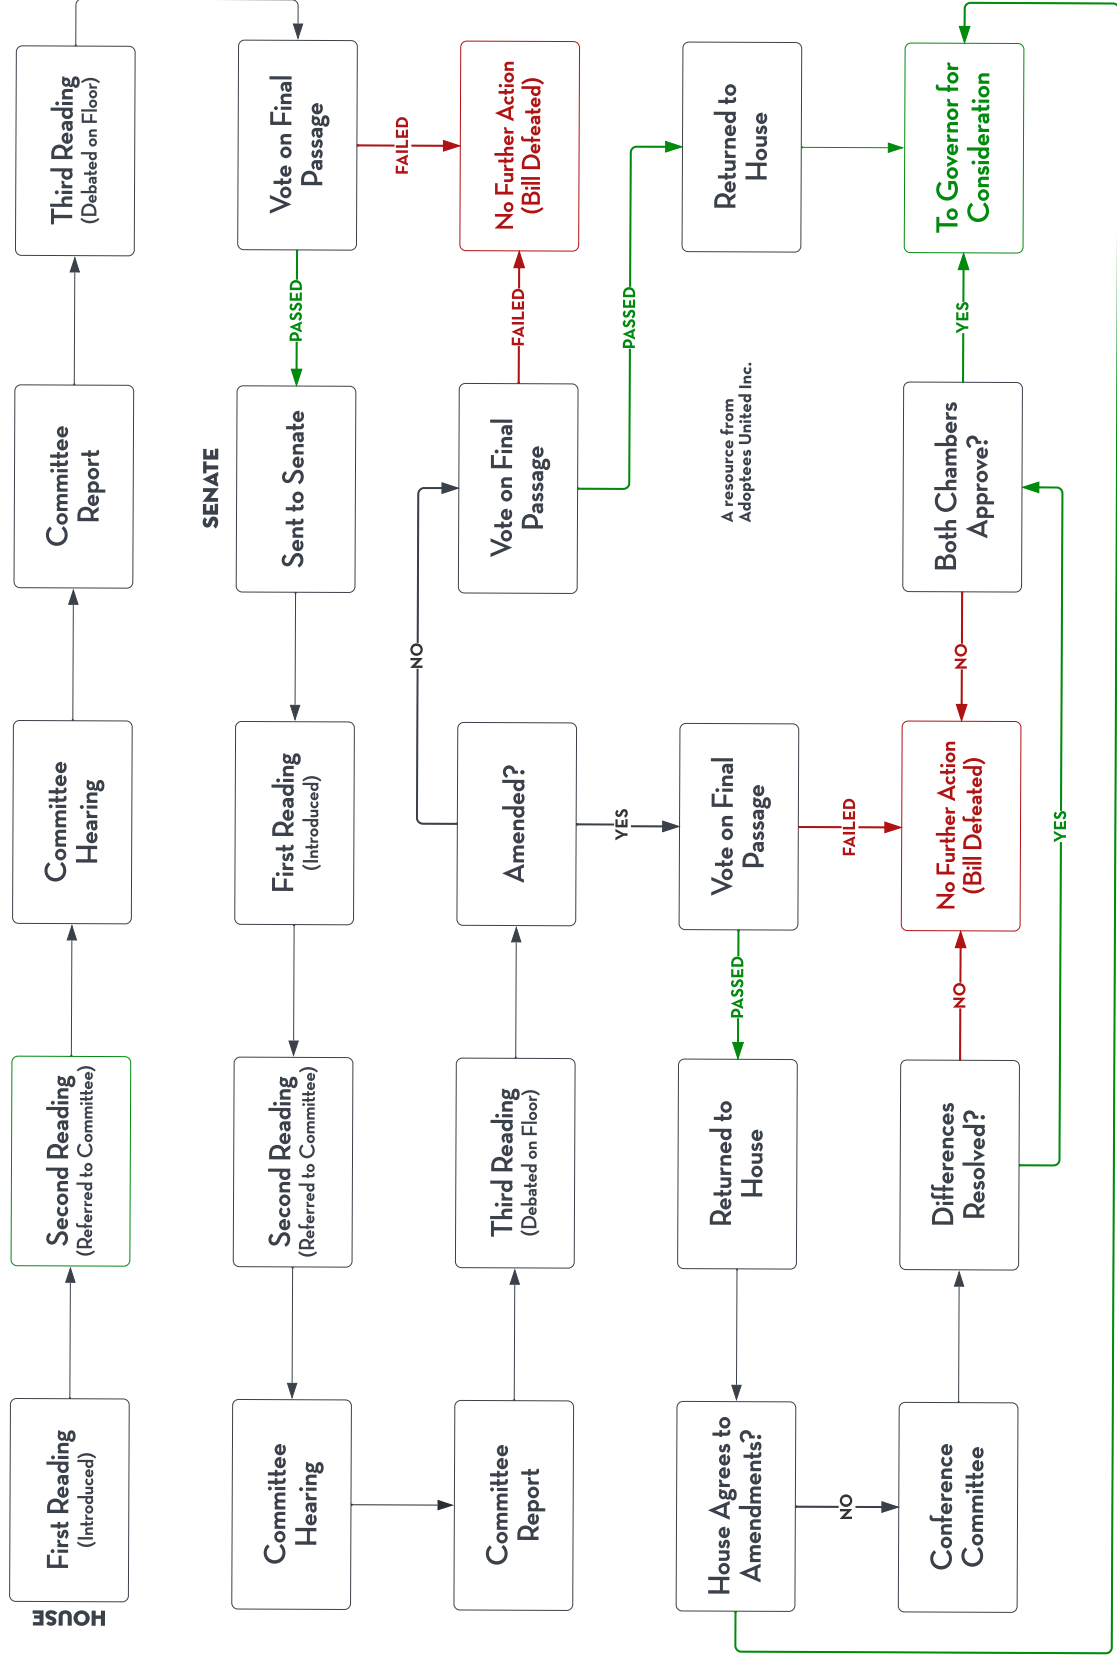 HOUSE
First Reading
(Introduced)
Second Reading
(Referred to Committee)
Committee
Hearing
Committee
Report
Third Reading
(Debated on Floor)
Vote on Final
Passage
FAILED
PASSED
SENATE
Sent to Senate
First Reading
(Introduced)
Second Reading
(Referred to Committee)
Committee
Hearing
Committee
Report
Third Reading
(Debated on Floor)
Amended?
NO
YES
Vote on Final
Passage
FAILED
No Further Action
(Bill Defeated)
PASSED
Returned to
House
Vote on Final
Passage
PASSED
FAILED
Returned to
House
House Agrees to
Amendments?
NO
A resource from
Adoptees United Inc.
Conference
Committee
Differences
Resolved?
NO
YES
No Further Action
(Bill Defeated)
NO
Both Chambers
Approve?
YES
To Governor for
Consideration